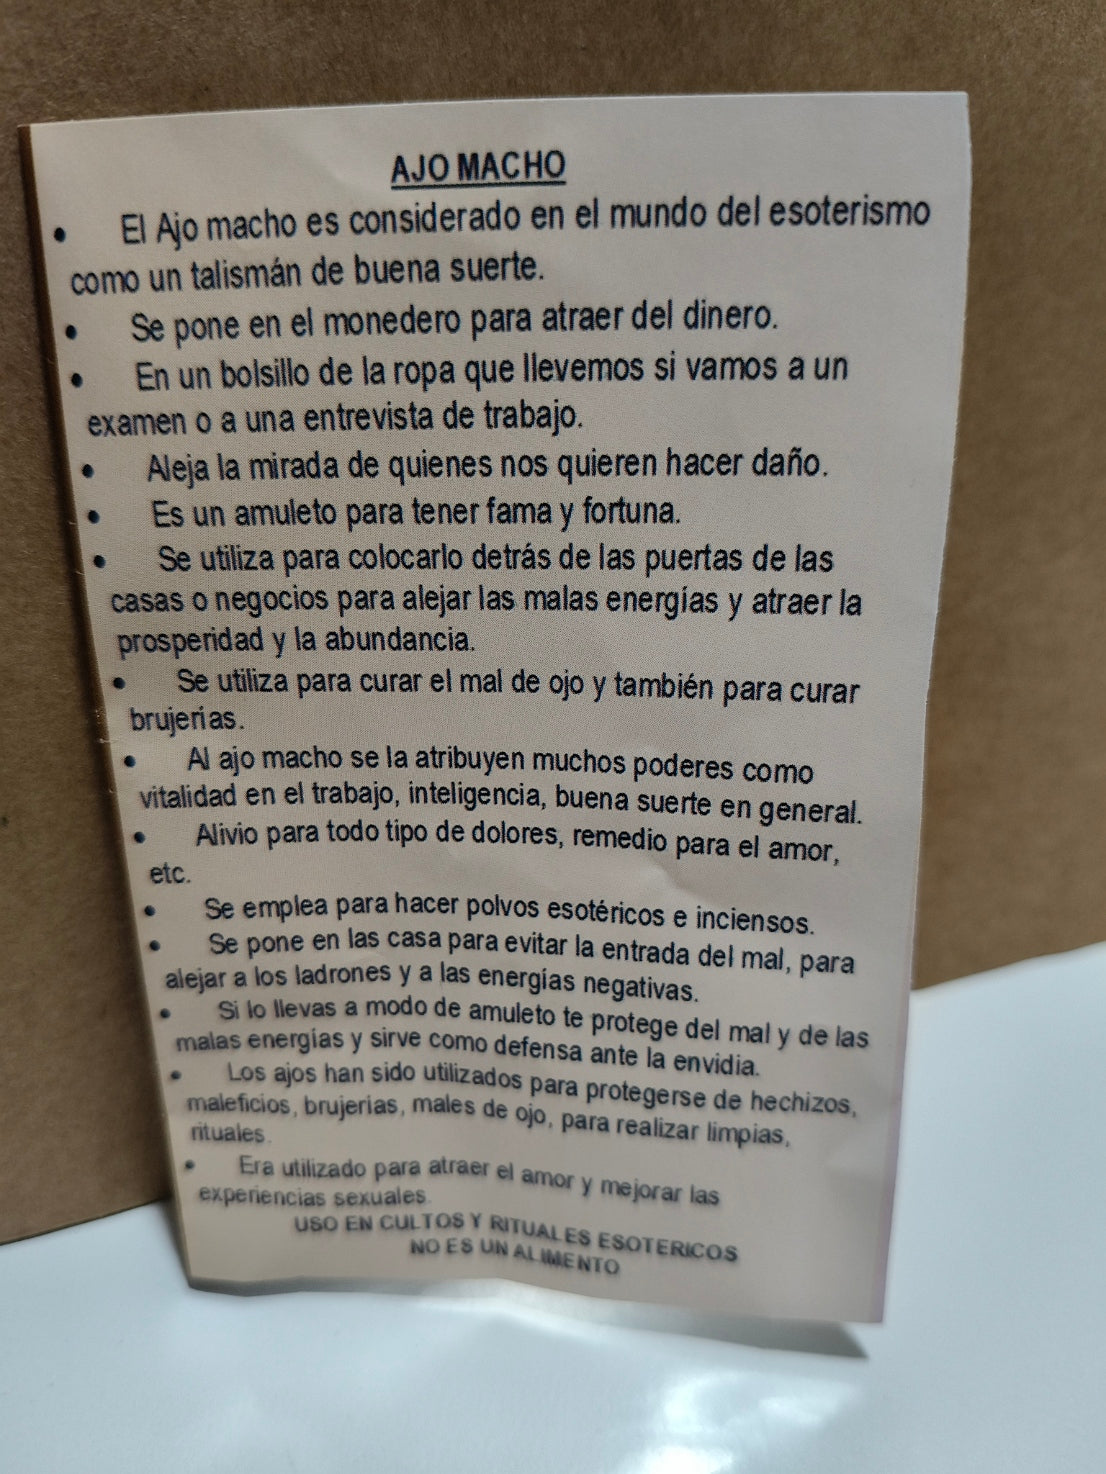 AJO MACHO
• El Ajo macho es considerado en el mundo del esoterismo
como un talismán de buena suerte.
• Se pone en el monedero para atraer del dinero.
• En un bolsillo de la ropa que llevemos si vamos a un
examen o a una entrevista de trabajo.
• Aleja la mirada de quienes nos quieren hacer daño.
• Es un amuleto para tener fama y fortuna.
• Se utiliza para colocarlo detrás de las puertas de las
casas o negocios para alejar las malas energías y atraer la
prosperidad y la abundancia.
• Se utiliza para curar el mal de ojo y también para curar
brujerías.
• Al ajo macho se la atribuyen muchos poderes como
vitalidad en el trabajo, inteligencia, buena suerte en general.
• Alivio para todo tipo de dolores, remedio para el amor,
etc.
• Se emplea para hacer polvos esotéricos e inciensos.
• Se pone en las casa para evitar la entrada del mal, para
alejar a los ladrones y a las energías negativas.
• Si lo llevas a modo de amuleto te protege del mal y de las
malas energías y sirve como defensa ante la envidia.
• Los ajos han sido utilizados para protegerse de hechizos,
maleficios, brujerías, males de ojo, para realizar limpias,
rituales.
• Era utilizado para atraer el amor y mejorar las
experiencias sexuales.
USO EN CULTOS Y RITUALES ESOTERICOS
NO ES UN ALIMENTO